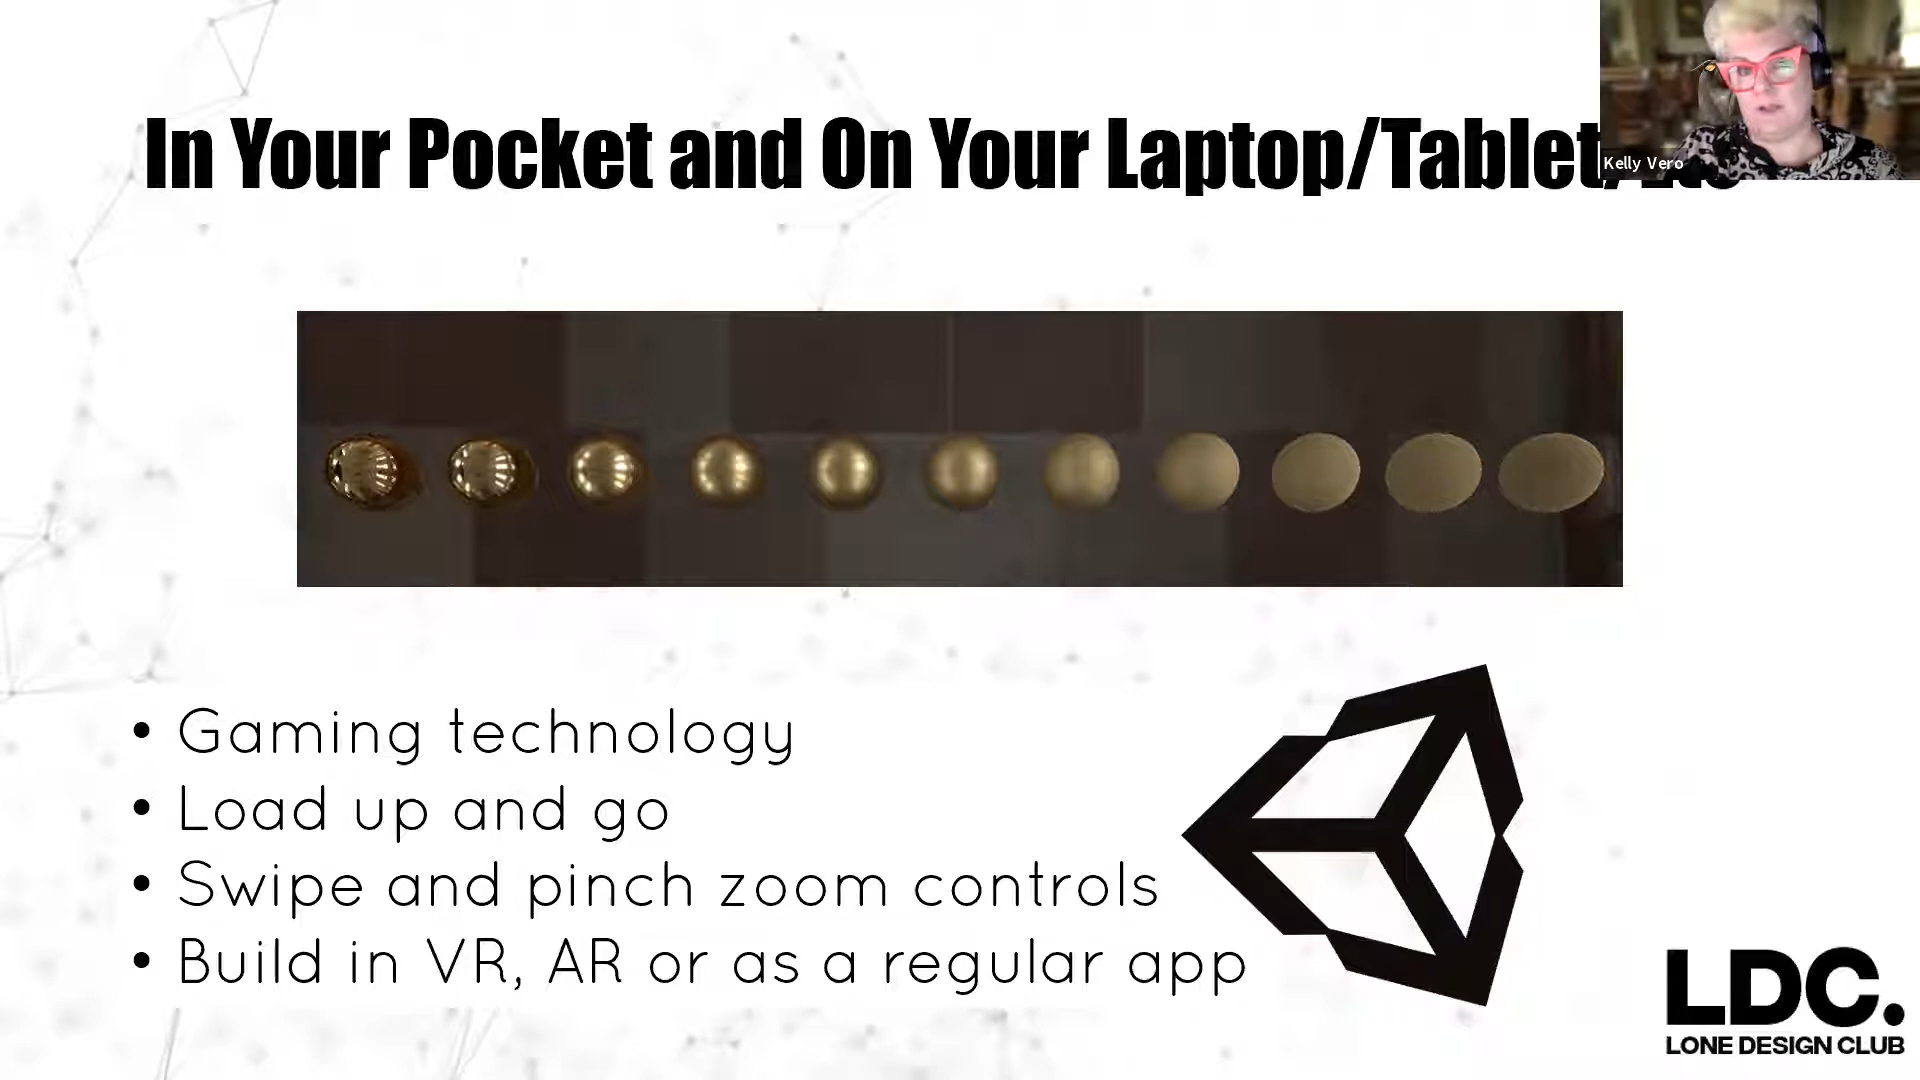 In Your Pocket and On Your Laptop/Tablet/Etc
Kelly Vero
• Gaming technology
• Load up and go
• Swipe and pinch zoom controls
• Build in VR, AR or as a regular app
LDC.
LONE DESIGN CLUB